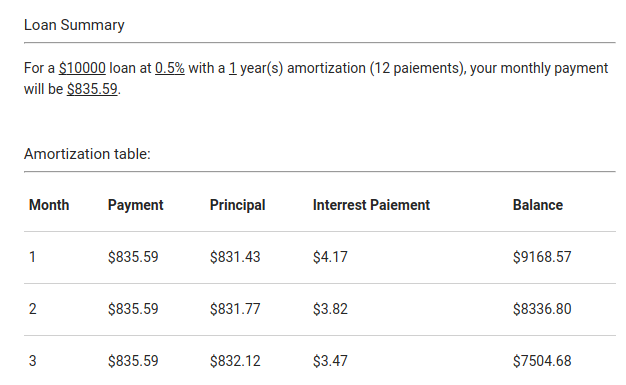 Loan Summary
For a $10000 loan at 0.5% with a 1 year(s) amortization (12 paiements), your monthly payment
will be $835.59.
Amortization table:
Month Payment Principal Interrest Paiement Balance
1 $835.59 $831.43 $4.17 $9168.57
2 $835.59 $831.77 $3.82 $8336.80
3 $835.59 $832.12 $3.47 $7504.68